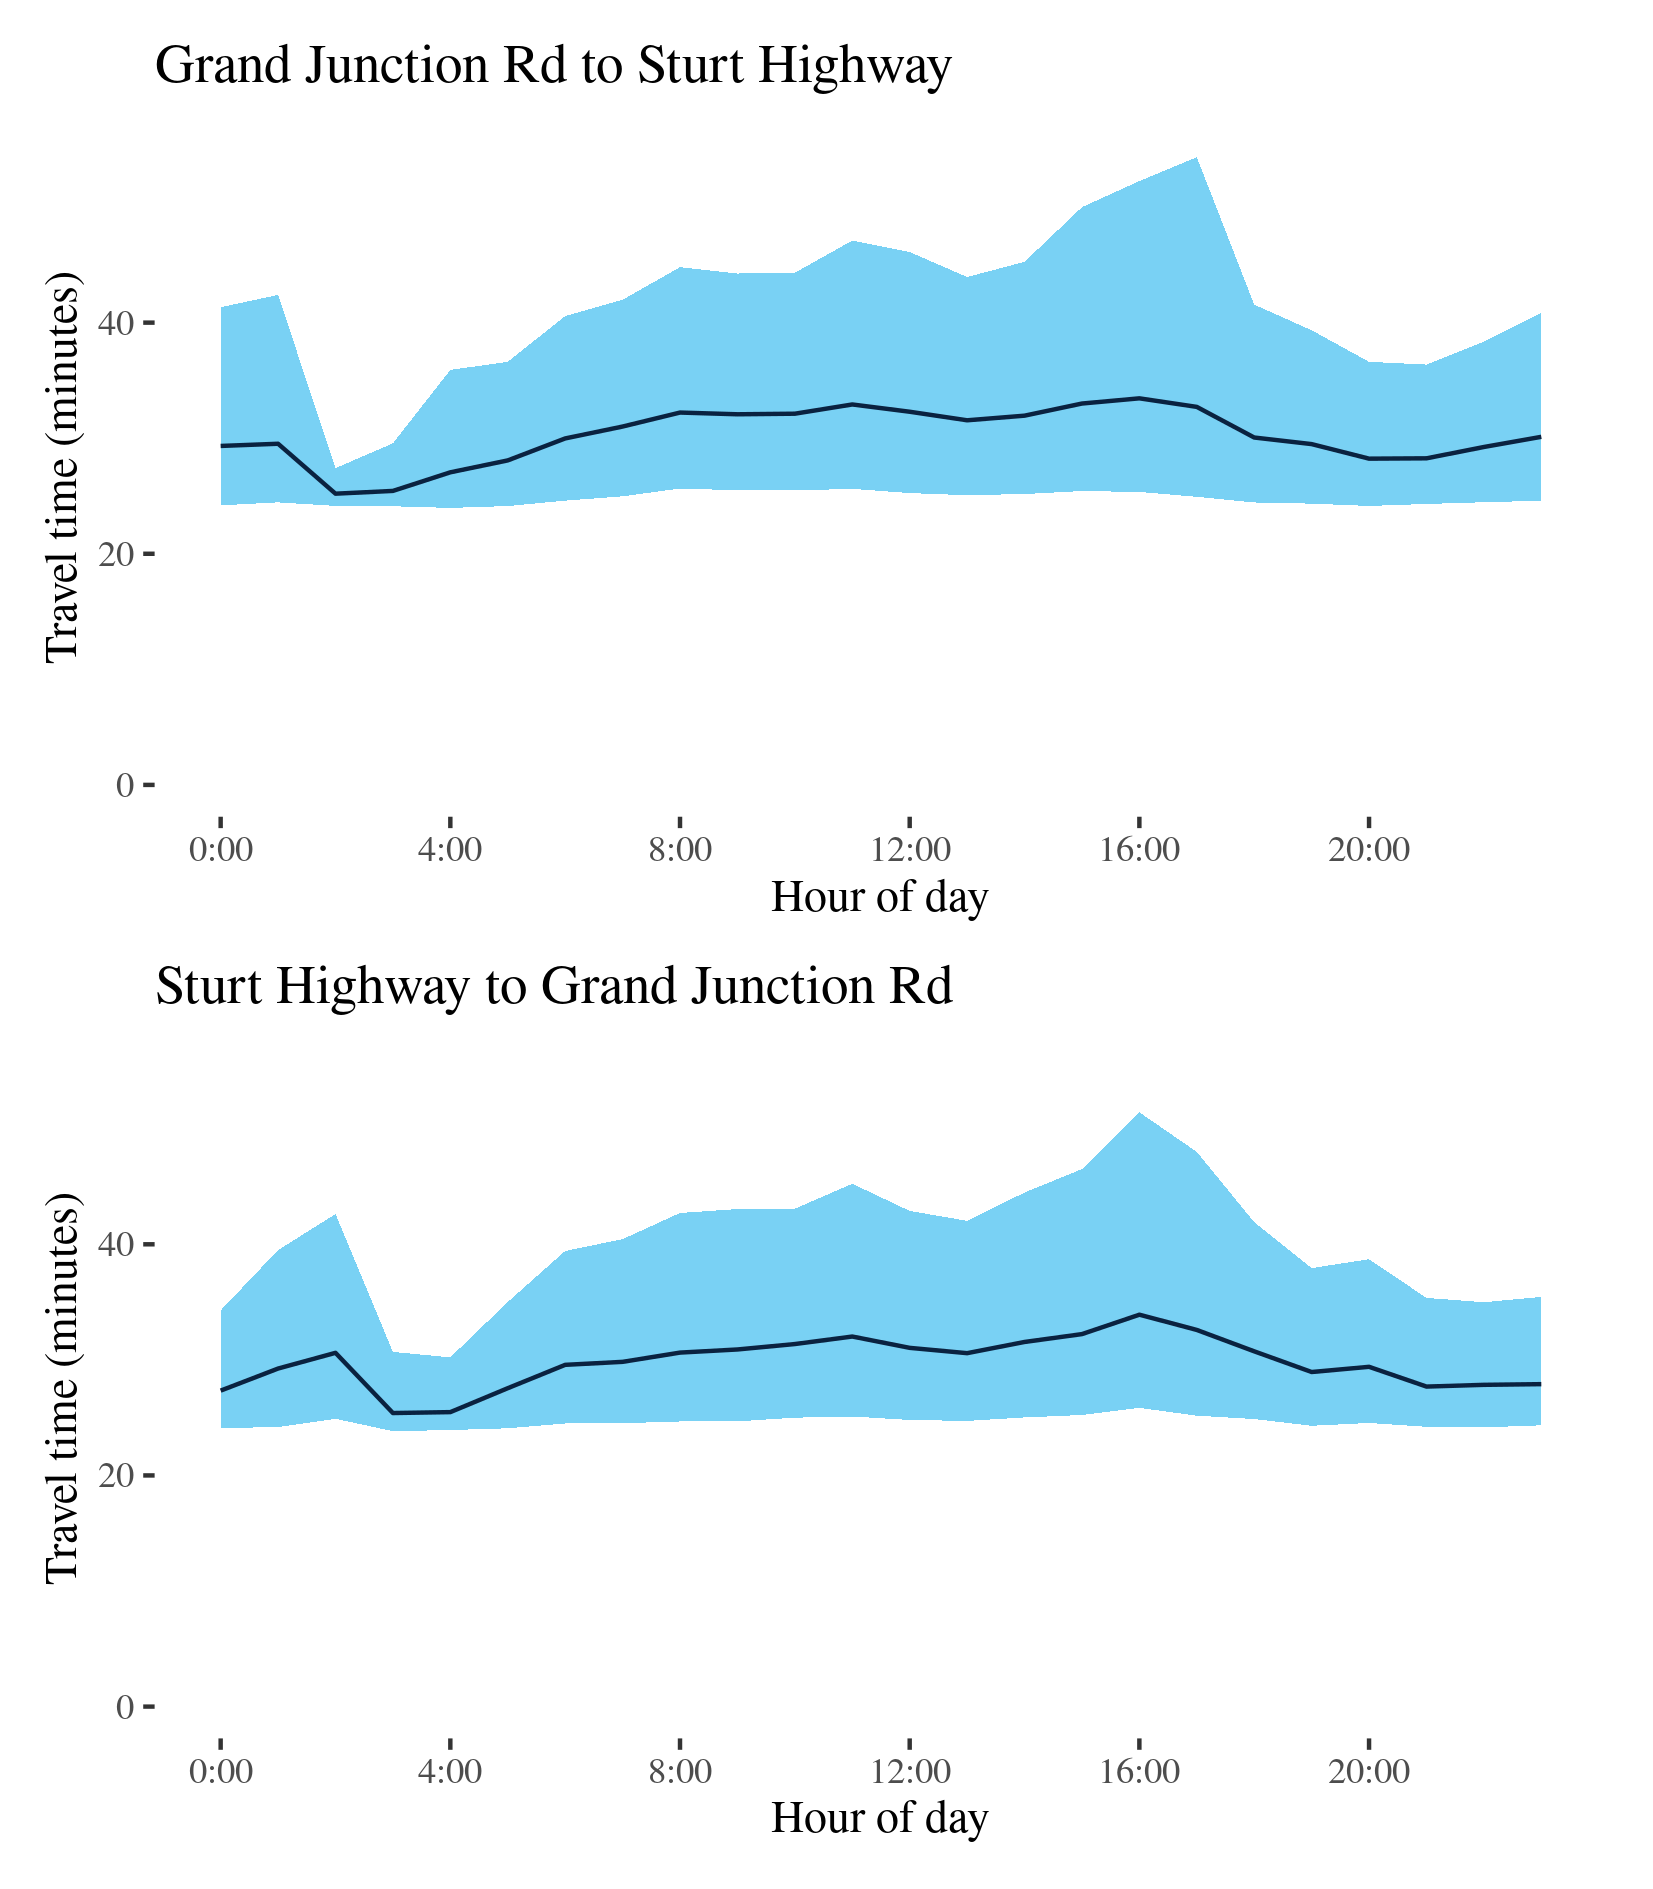 Grand Junction Rd to Sturt Highway
Travel time (minutes)
40
20
0
0:00 4:00 8:00 12:00 16:00 20:00
Hour of day
Sturt Highway to Grand Junction Rd
Travel time (minutes)
40
20
0
0:00 4:00 8:00 12:00 16:00 20:00
Hour of day